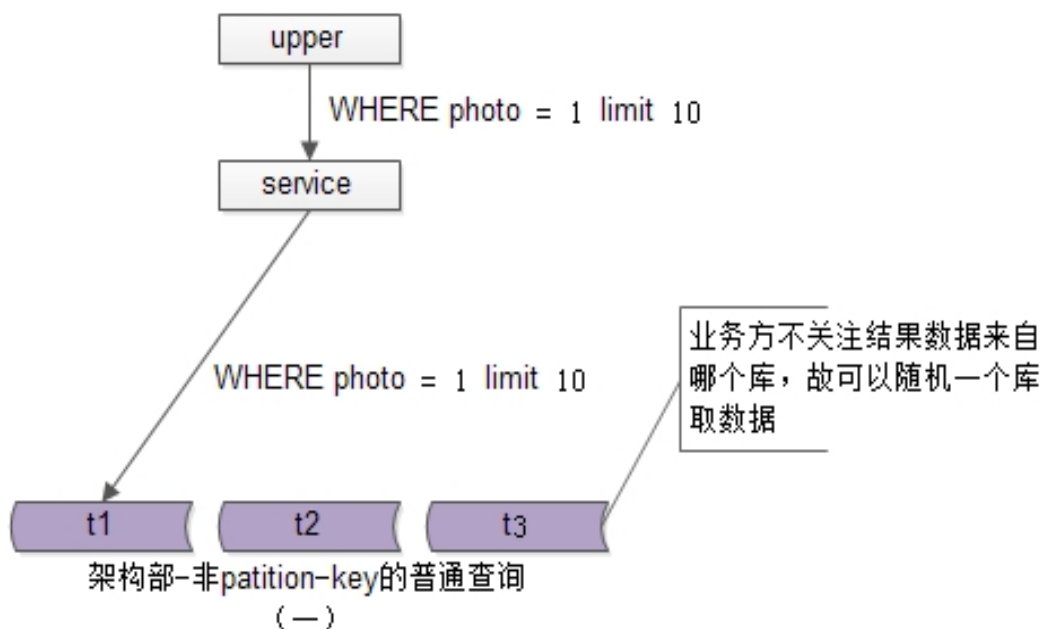 upper
WHERE photo = 1 limit 10
service
业务方不关注结果数据来自
哪个库，故可以随机一个库
取数据
WHERE photo = 1 limit 10
t1
t2
t3
架构部-非patition-key的普通查询
（一）